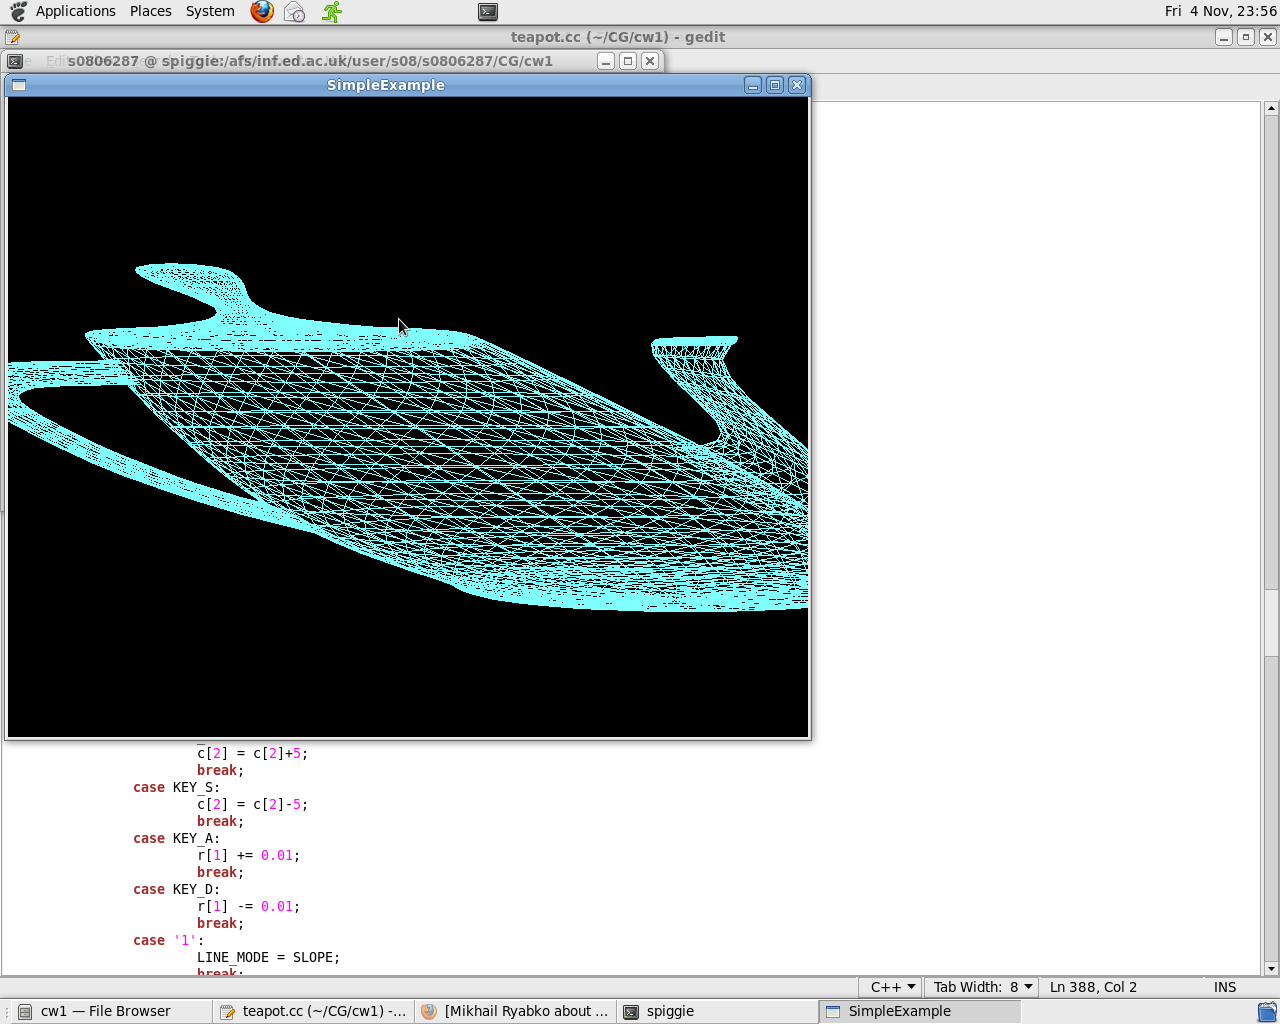 Applications Places System Fri 4 Nov, 23:56
teapot.cc (~/CG/cw1) - gedit
s0806287 @ spiggie:/afs/inf.ed.ac.uk/user/s08/s0806287/CG/cw1
SimpleExample
c[2] = c[2]+5;
break;
case KEY_S:
c[2] = c[2]-5;
break;
case KEY_A:
r[1] += 0.01;
break;
case KEY_D:
r[1] -= 0.01;
break;
case '1':
LINE_MODE = SLOPE;
break;
C++ Tab Width: 8 Ln 388, Col 2 INS
cw1 — File Browser teapot.cc (~/CG/cw1) -... [Mikhail Ryabko about ... spiggie SimpleExample